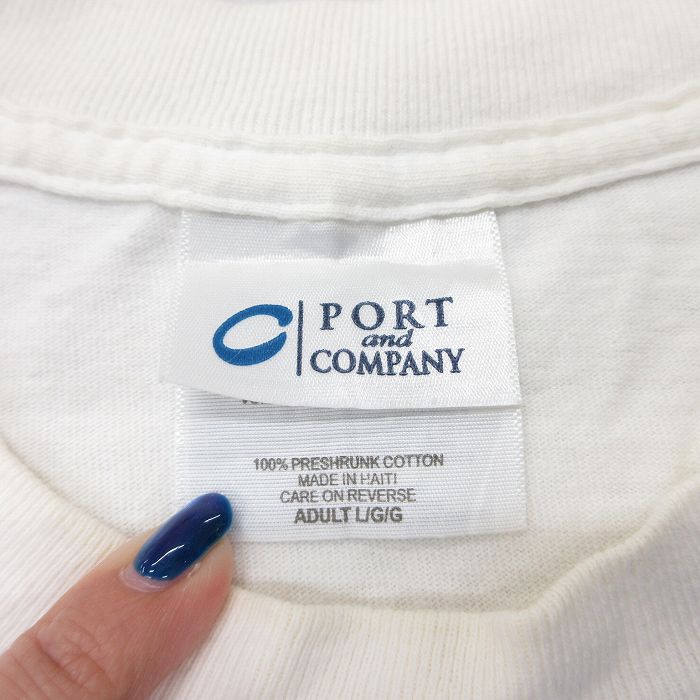 PORT
and
COMPANY
100% PRESHRUNK COTTON
MADE IN HAITI
CARE ON REVERSE
ADULT L/G/G